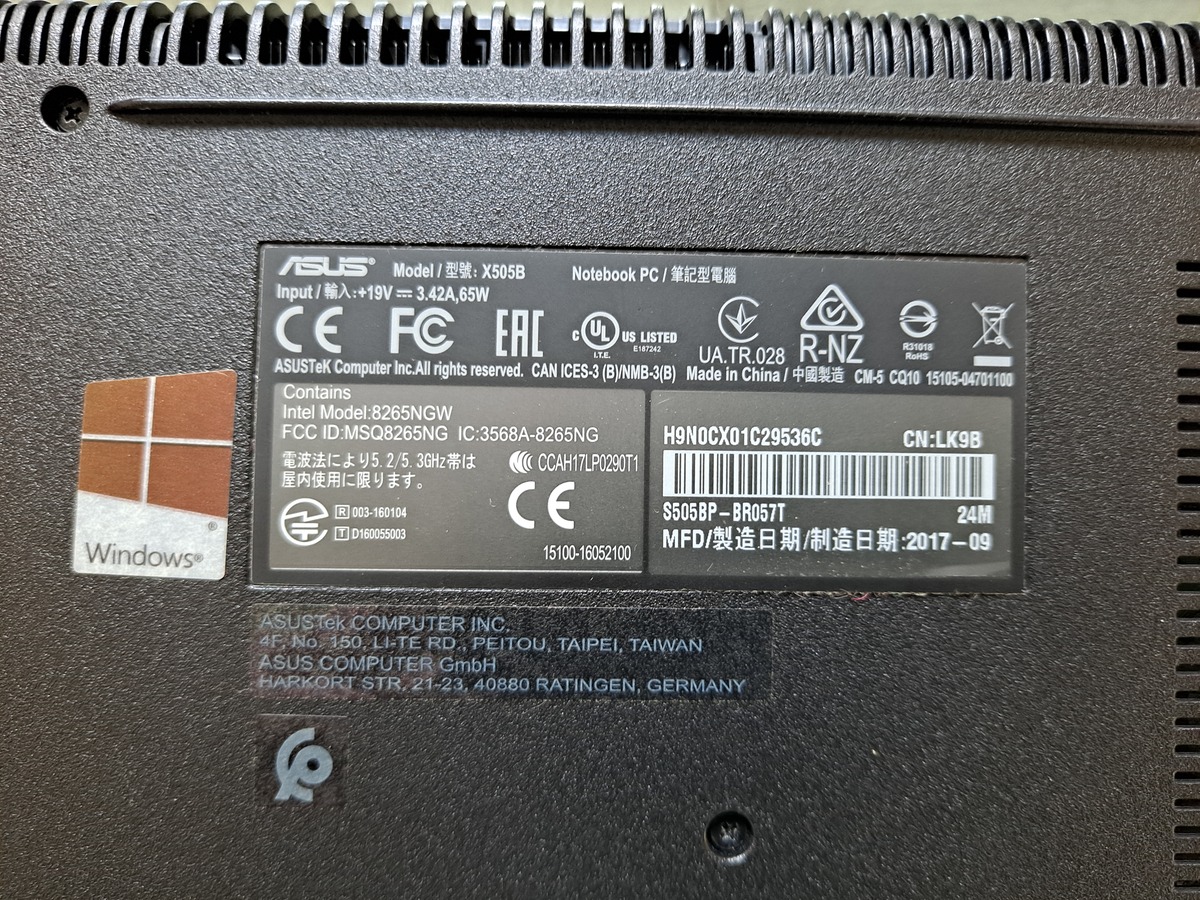 ASUS® Model / 型號: X505B Notebook PC / 筆記型電腦
Input / 輸入:+19V ⎓ 3.42A,65W
CE FC EAC c UL US LISTED
I.T.E. E187242
UA.TR.028 R-NZ R31018
RoHS
ASUSTeK Computer Inc.All rights reserved. CAN ICES-3 (B)/NMB-3(B) Made in China / 中國製造 CM-5 CQ10 15105-04701100
Contains
Intel Model:8265NGW
FCC ID:MSQ8265NG IC:3568A-8265NG
電波法により5.2/5.3GHz帯は
屋内使用に限ります。
CCAH17LP0290T1
R 003-160104
T D160055003
CE
15100-16052100
H9N0CX01C29536C CN:LK9B
S505BP-BR057T 24M
MFD/製造日期/制造日期:2017-09
Windows®
ASUSTek COMPUTER INC.
4F, No. 150, LI-TE RD., PEITOU, TAIPEI, TAIWAN
ASUS COMPUTER GmbH
HARKORT STR. 21-23, 40880 RATINGEN, GERMANY